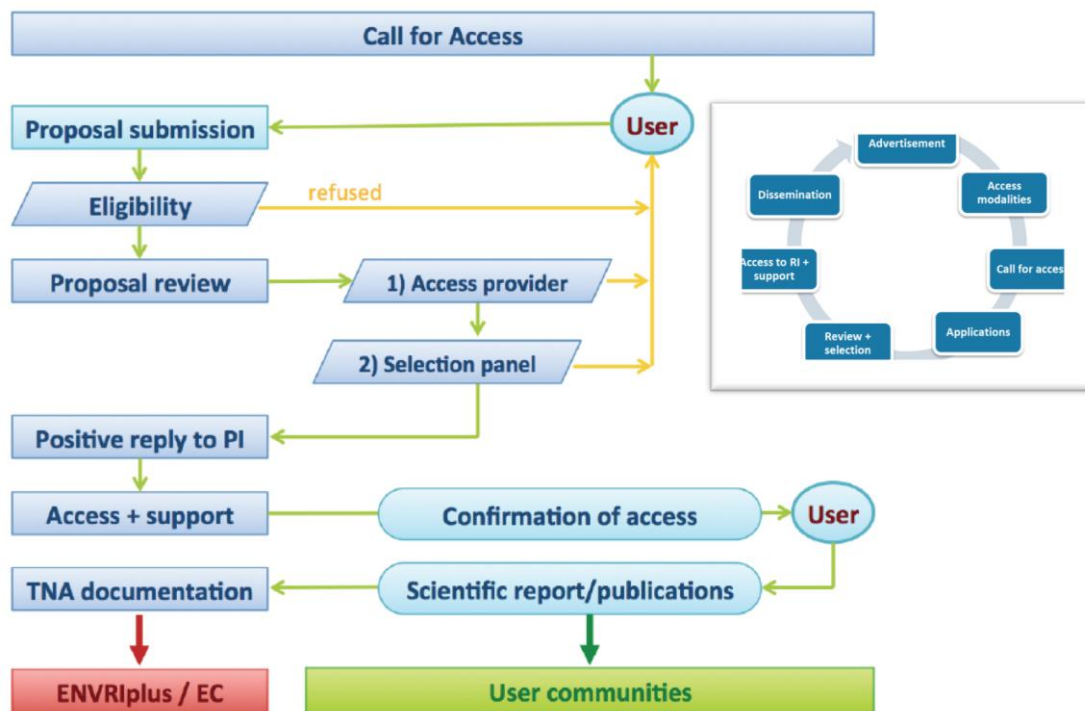 Call for Access
Proposal submission
User
Eligibility
refused
Proposal review
1) Access provider
2) Selection panel
Positive reply to PI
Access + support
Confirmation of access
User
TNA documentation
Scientific report/publications
ENVRIplus / EC
User communities
Advertisement
Access
modalities
Call for access
Applications
Review +
selection
Access to RI +
support
Dissemination